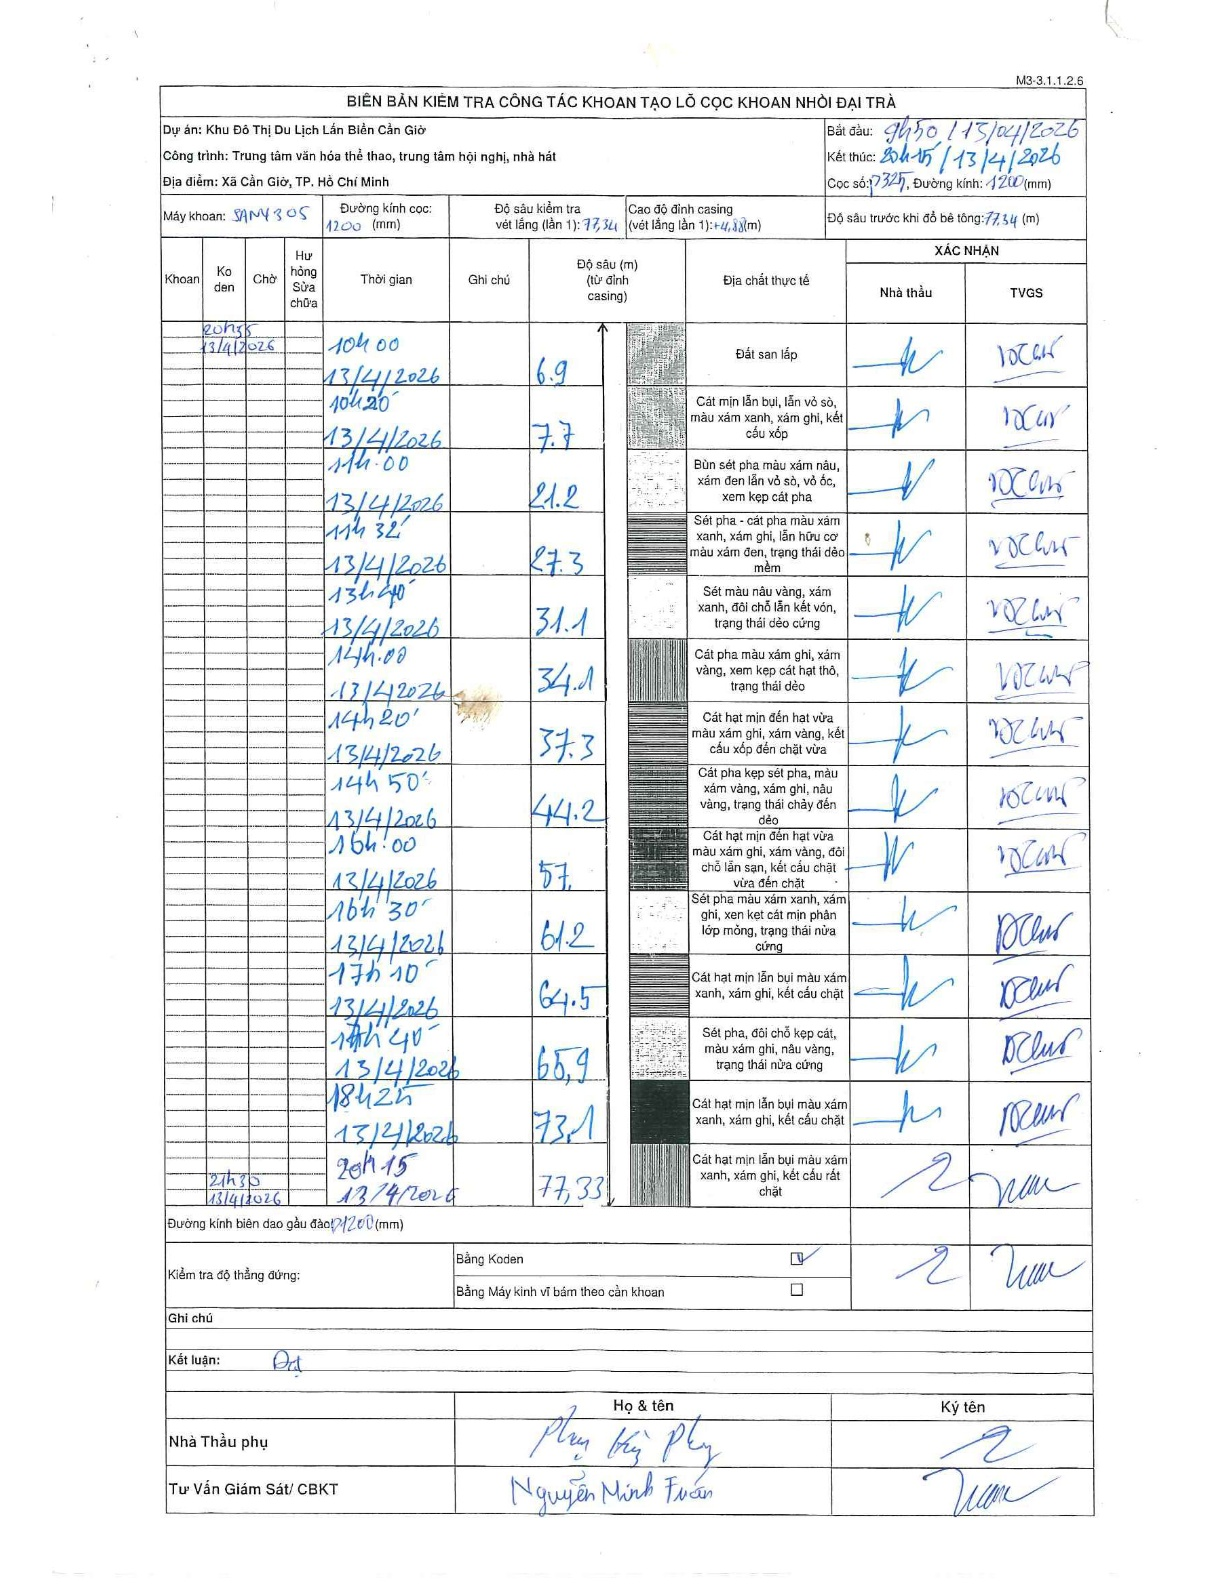 M3-3.1.1.2.6
BIÊN BẢN KIỂM TRA CÔNG TÁC KHOAN TẠO LỖ CỌC KHOAN NHỒI ĐẠI TRÀ
Dự án: Khu Đô Thị Du Lịch Lấn Biển Cần Giờ
Bắt đầu: 9h50 / 13/04/2026
Công trình: Trung tâm văn hóa thể thao, trung tâm hội nghị, nhà hát
Kết thúc: 20h15 / 13/4/2026
Địa điểm: Xã Cần Giờ, TP. Hồ Chí Minh
Cọc số: P325, Đường kính: 1200(mm)
Máy khoan: SANY 305
Đường kính cọc:
1200 (mm)
Độ sâu kiểm tra
vét lắng (lần 1): 77,34
Cao độ đỉnh casing
(vét lắng lần 1): +4,88(m)
Độ sâu trước khi đổ bê tông: 77.34 (m)
Khoan
Ko
den
Chờ
Hư
hỏng
Sửa
chữa
Thời gian
Ghi chú
Độ sâu (m)
(từ đỉnh
casing)
Địa chất thực tế
XÁC NHẬN
Nhà thầu
TVGS
20h35
13/4/2026
10h00
13/4/2026
6.9
Đất san lấp
10h20'
13/4/2026
7.7
Cát mịn lẫn bụi, lẫn vỏ sò,
màu xám xanh, xám ghi, kết
cấu xốp
11h.00
13/4/2026
21.2
Bùn sét pha màu xám nâu,
xám đen lẫn vỏ sò, vỏ ốc,
xem kẹp cát pha
11h 32'
13/4/2026
27.3
Sét pha - cát pha màu xám
xanh, xám ghi, lẫn hữu cơ
màu xám đen, trạng thái dẻo
mềm
13h40'
13/4/2026
31.1
Sét màu nâu vàng, xám
xanh, đôi chỗ lẫn kết vón,
trạng thái dẻo cứng
14h.00
13/4/2026
34.1
Cát pha màu xám ghi, xám
vàng, xem kẹp cát hạt thô,
trạng thái dẻo
14h20'
13/4/2026
37.3
Cát hạt mịn đến hạt vừa
màu xám ghi, xám vàng, kết
cấu xốp đến chặt vừa
14h 50'
13/4/2026
44.2
Cát pha kẹp sét pha, màu
xám vàng, xám ghi, nâu
vàng, trạng thái chảy đến
dẻo
16h.00
13/4/2026
57.
Cát hạt mịn đến hạt vừa
màu xám ghi, xám vàng, đôi
chỗ lẫn sạn, kết cấu chặt
vừa đến chặt
16h 30'
13/4/2026
61.2
Sét pha màu xám xanh, xám
ghi, xen kẹt cát mịn phân
lớp mỏng, trạng thái nửa
cứng
17h 10'
13/4/2026
64.5
Cát hạt mịn lẫn bụi màu xám
xanh, xám ghi, kết cấu chặt
17h 40'
13/4/2026
65,9
Sét pha, đôi chỗ kẹp cát,
màu xám ghi, nâu vàng,
trạng thái nửa cứng
18h25
13/4/2026
73,1
Cát hạt mịn lẫn bụi màu xám
xanh, xám ghi, kết cấu chặt
21h30
13/4/2026
20h15
13/4/2026
77,33
Cát hạt mịn lẫn bụi màu xám
xanh, xám ghi, kết cấu rất
chặt
Đường kính biên dao gầu đào: 1200(mm)
Kiểm tra độ thẳng đứng:
Bằng Koden
Bằng Máy kinh vĩ bám theo cần khoan
Ghi chú
Kết luận: Đạt
Họ & tên
Ký tên
Nhà Thầu phụ
Tư Vấn Giám Sát/ CBKT
Nguyễn Minh Tuấn